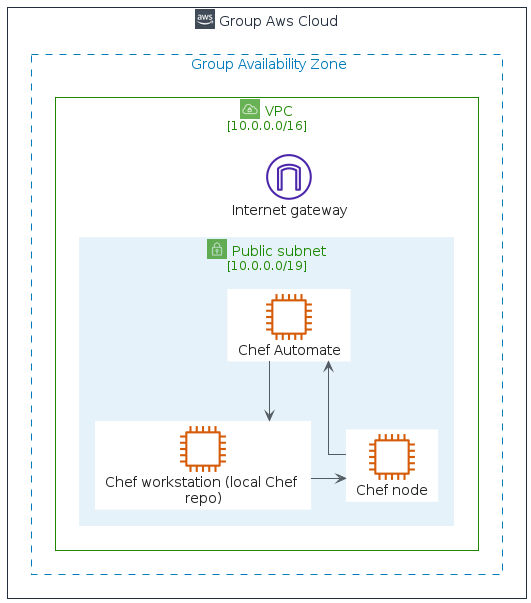 aws
Group Aws Cloud
Group Availability Zone
VPC
[10.0.0.0/16]
Internet gateway
Public subnet
[10.0.0.0/19]
Chef Automate
Chef workstation (local Chef
repo)
Chef node